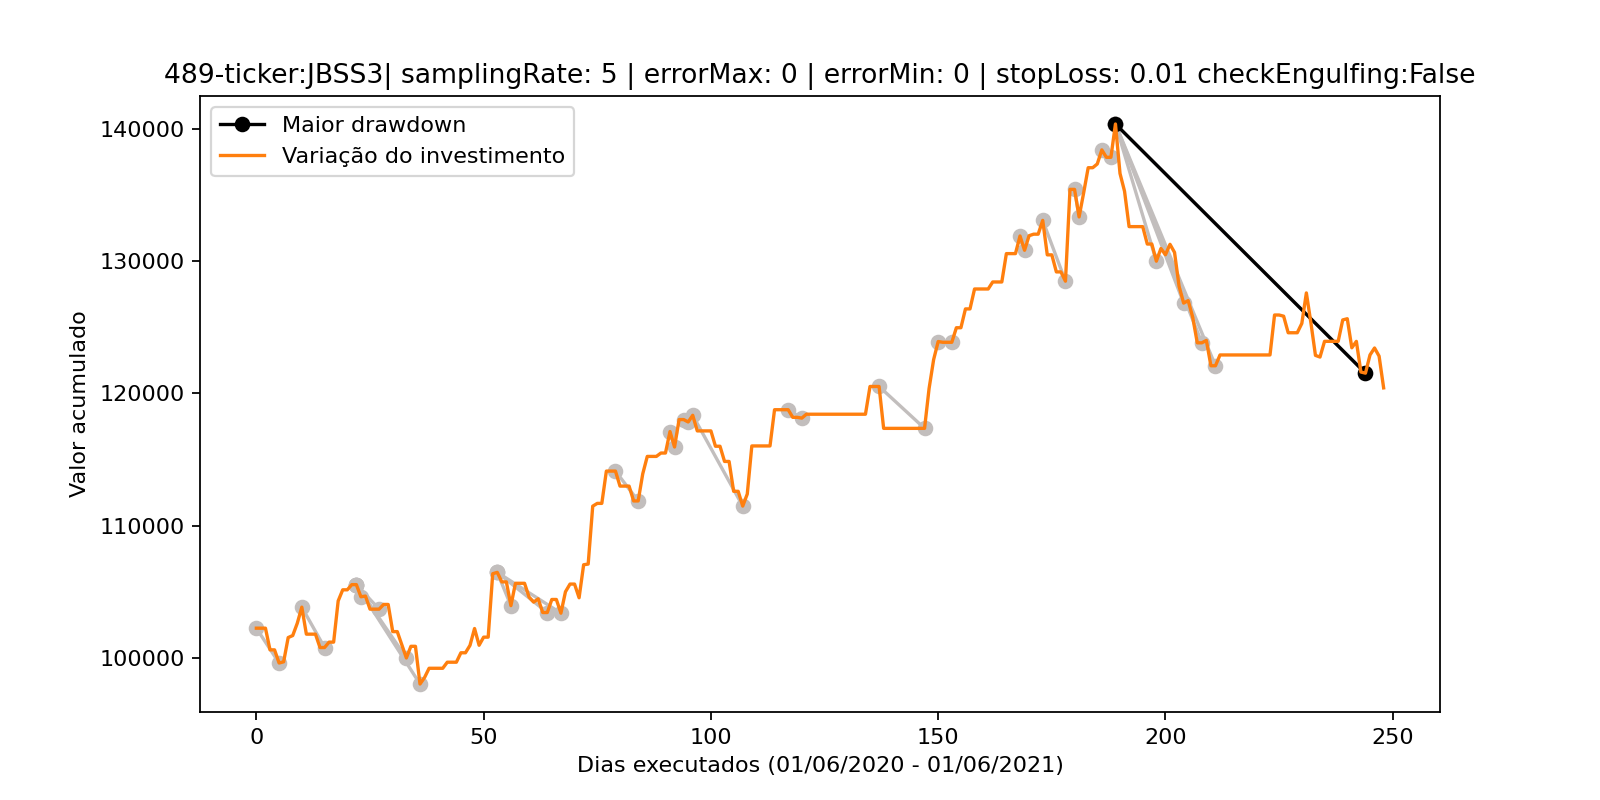 489-ticker:JBSS3| samplingRate: 5 | errorMax: 0 | errorMin: 0 | stopLoss: 0.01 checkEngulfing:False
Maior drawdown
Variação do investimento
140000
130000
120000
110000
100000
Valor acumulado
0 50 100 150 200 250
Dias executados (01/06/2020 - 01/06/2021)